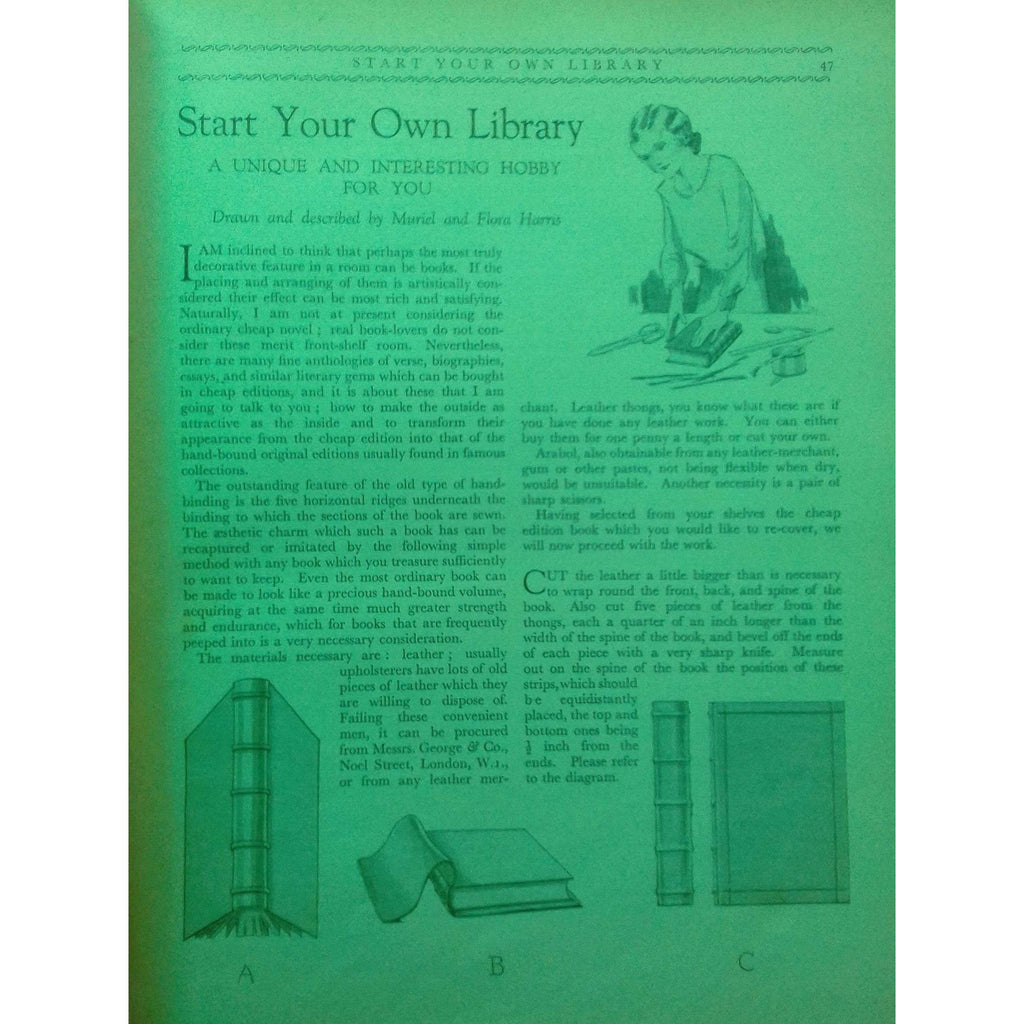 START YOUR OWN LIBRARY 47
Start Your Own Library
A UNIQUE AND INTERESTING HOBBY
FOR YOU
Drawn and described by Muriel and Flora Harris
I AM inclined to think that perhaps the most truly
decorative feature in a room can be books. If the
placing and arranging of them is artistically con-
sidered their effect can be most rich and satisfying.
Naturally, I am not at present considering the
ordinary cheap novel ; real book-lovers do not con-
sider these merit front-shelf room. Nevertheless,
there are many fine anthologies of verse, biographies,
essays, and similar literary gems which can be bought
in cheap editions, and it is about these that I am
going to talk to you ; how to make the outside as
attractive as the inside and to transform their
appearance from the cheap edition into that of the
hand-bound original editions usually found in famous
collections.
The outstanding feature of the old type of hand-
binding is the five horizontal ridges underneath the
binding to which the sections of the book are sewn.
The æsthetic charm which such a book has can be
recaptured or imitated by the following simple
method with any book which you treasure sufficiently
to want to keep. Even the most ordinary book can
be made to look like a precious hand-bound volume,
acquiring at the same time much greater strength
and endurance, which for books that are frequently
peeped into is a very necessary consideration.
The materials necessary are : leather ; usually
upholsterers have lots of old
pieces of leather which they
are willing to dispose of.
Failing these convenient
men, it can be procured
from Messrs. George & Co.,
Noel Street, London, W.1.,
or from any leather mer-
chant. Leather thongs, you know what these are if
you have done any leather work. You can either
buy them for one penny a length or cut your own.
Arabol, also obtainable from any leather-merchant,
gum or other pastes, not being flexible when dry,
would be unsuitable. Another necessity is a pair of
sharp scissors.
Having selected from your shelves the cheap
edition book which you would like to re-cover, we
will now proceed with the work.
CUT the leather a little bigger than is necessary
to wrap round the front, back, and spine of the
book. Also cut five pieces of leather from the
thongs, each a quarter of an inch longer than the
width of the spine of the book, and bevel off the ends
of each piece with a very sharp knife. Measure
out on the spine of the book the position of these
strips, which should
be equidistantly
placed, the top and
bottom ones being
inch from the
ends. Please refer
to the diagram.
A
B
C